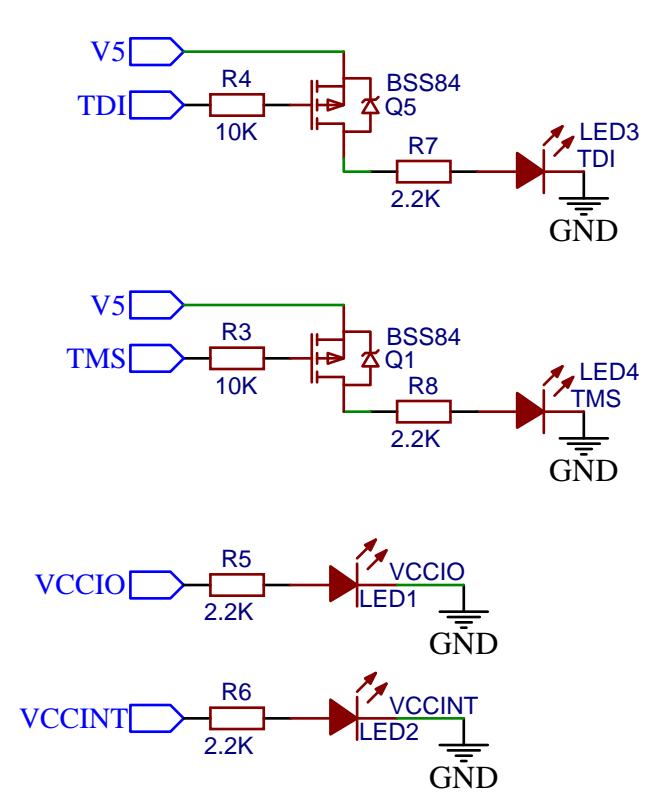 V5
R4
BSS84
TDI
Q5
10K
R7
LED3
TDI
2.2K
GND
V5
R3
BSS84
TMS
Q1
10K
R8
LED4
TMS
2.2K
GND
R5
VCCIO
VCCIO
2.2K
LED1
GND
R6
VCCINT
VCCINT
2.2K
LED2
GND